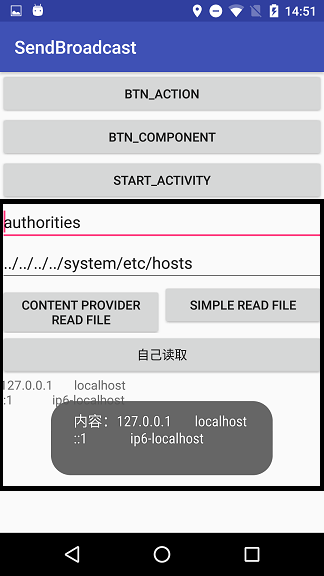 14:51
SendBroadcast
BTN_ACTION
BTN_COMPONENT
START_ACTIVITY
authorities
../../../../system/etc/hosts
CONTENT PROVIDER
READ FILE
SIMPLE READ FILE
自己读取
127.0.0.1 localhost
::1 ip6-localhost
内容：127.0.0.1 localhost
::1 ip6-localhost